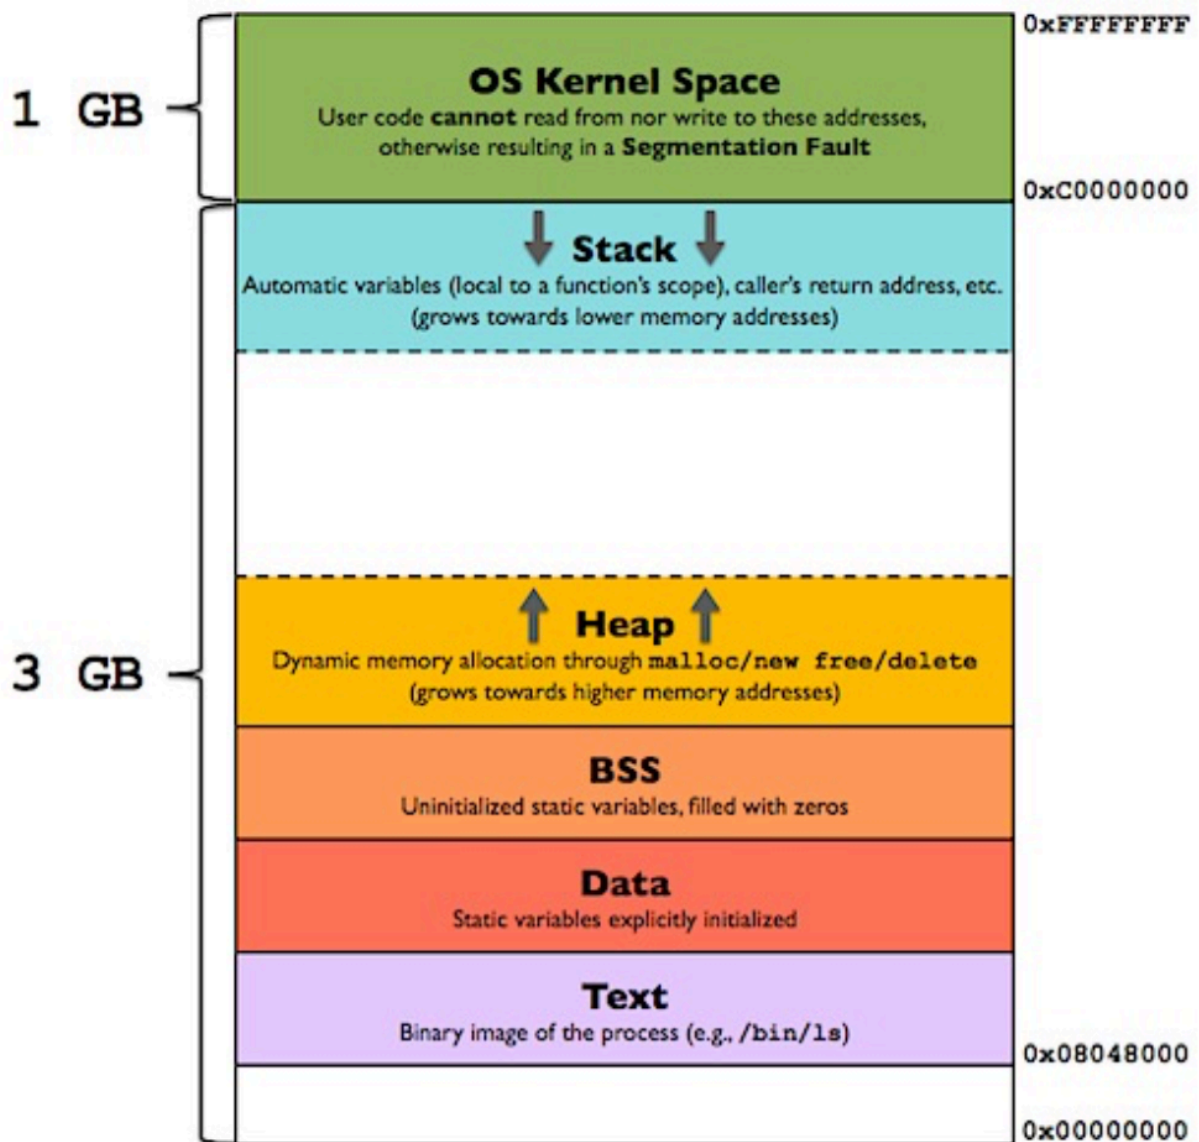 0xFFFFFFFF
OS Kernel Space
1 GB
User code cannot read from nor write to these addresses,
otherwise resulting in a Segmentation Fault
0xC0000000
Stack
Automatic variables (local to a function's scope), caller's return address, etc.
(grows towards lower memory addresses)
Heap
3 GB
Dynamic memory allocation through malloc/new free/delete
(grows towards higher memory addresses)
BSS
Uninitialized static variables, filled with zeros
Data
Static variables explicitly initialized
Text
Binary image of the process (e.g., /bin/ls)
0x08048000
0x00000000